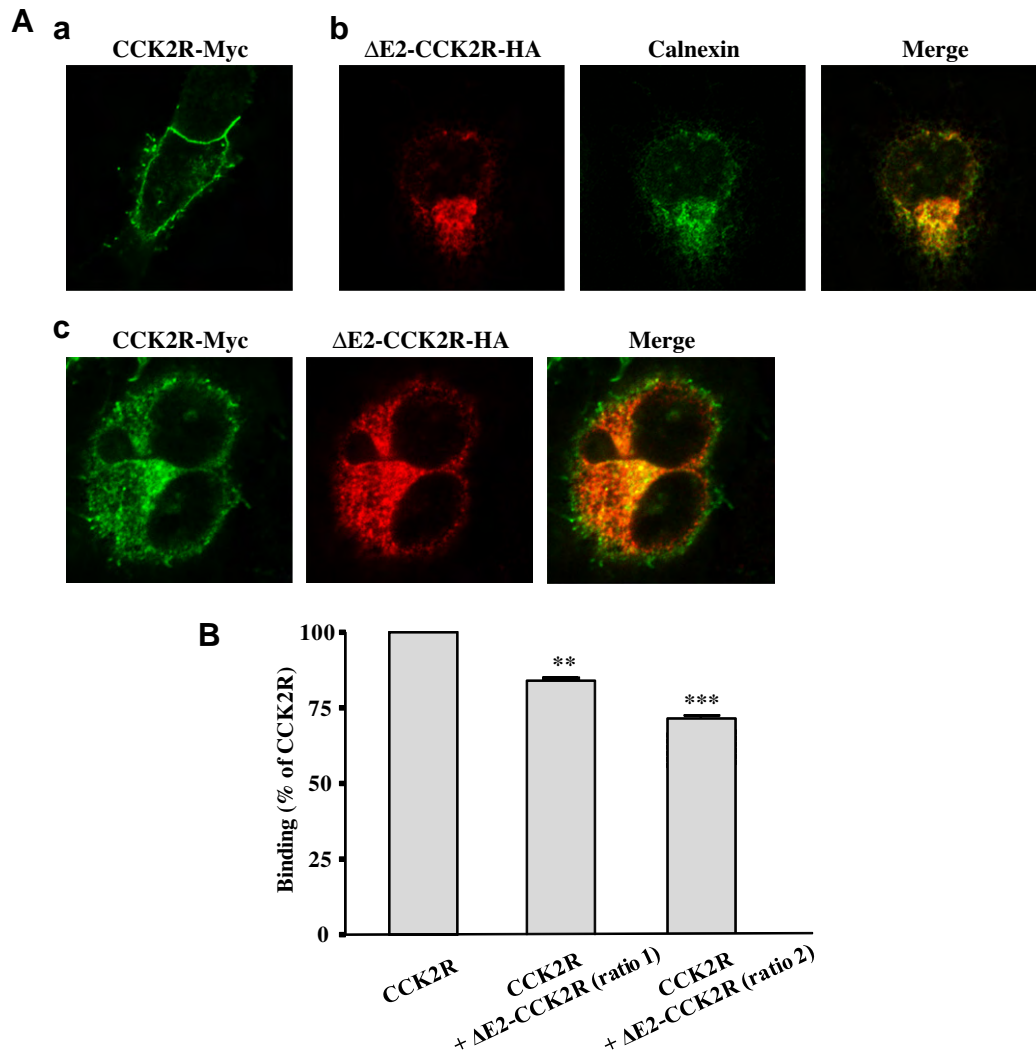 A
a
CCK2R-Myc
b
ΔE2-CCK2R-HA
Calnexin
Merge
c
CCK2R-Myc
ΔE2-CCK2R-HA
Merge
B
Binding (% of CCK2R)
100
75
50
25
0
**
***
CCK2R
CCK2R
+ ΔE2-CCK2R (ratio 1)
CCK2R
+ ΔE2-CCK2R (ratio 2)